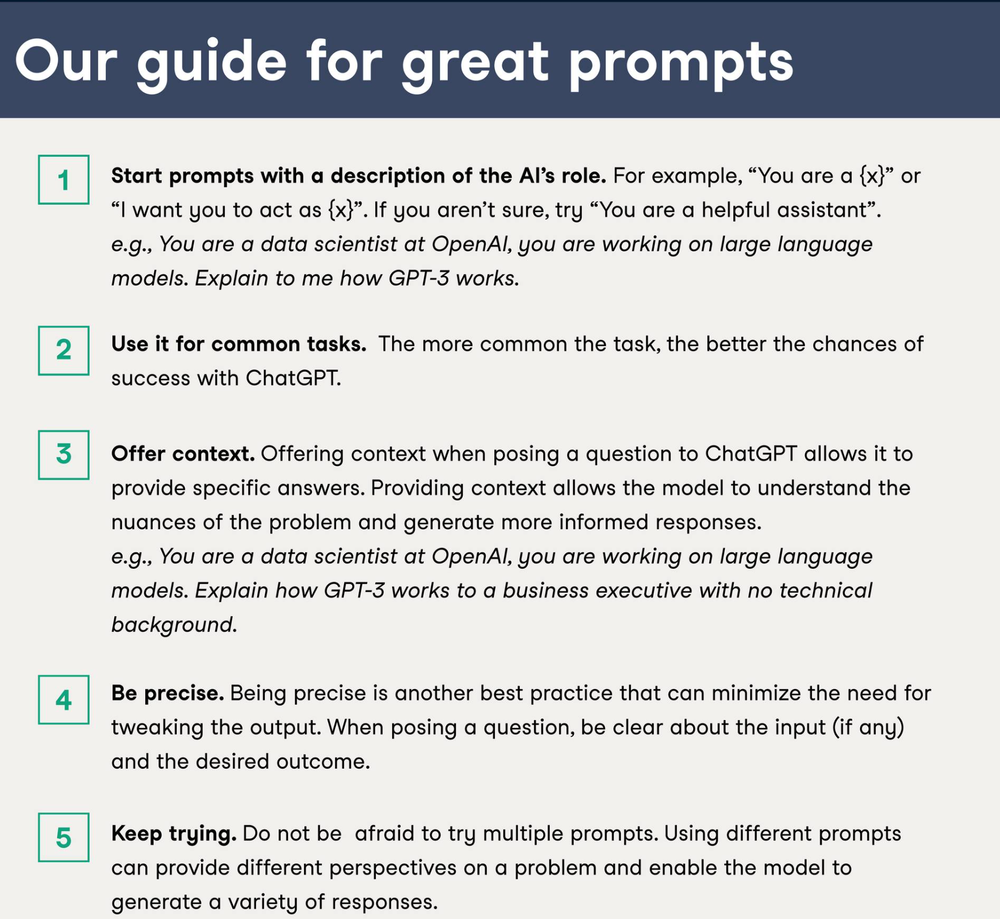 Our guide for great prompts
1
Start prompts with a description of the AI’s role. For example, “You are a {x}” or
“I want you to act as {x}”. If you aren’t sure, try “You are a helpful assistant”.
e.g., You are a data scientist at OpenAI, you are working on large language
models. Explain to me how GPT-3 works.
2
Use it for common tasks.  The more common the task, the better the chances of
success with ChatGPT.
3
Offer context. Offering context when posing a question to ChatGPT allows it to
provide specific answers. Providing context allows the model to understand the
nuances of the problem and generate more informed responses.
e.g., You are a data scientist at OpenAI, you are working on large language
models. Explain how GPT-3 works to a business executive with no technical
background.
4
Be precise. Being precise is another best practice that can minimize the need for
tweaking the output. When posing a question, be clear about the input (if any)
and the desired outcome.
5
Keep trying. Do not be  afraid to try multiple prompts. Using different prompts
can provide different perspectives on a problem and enable the model to
generate a variety of responses.